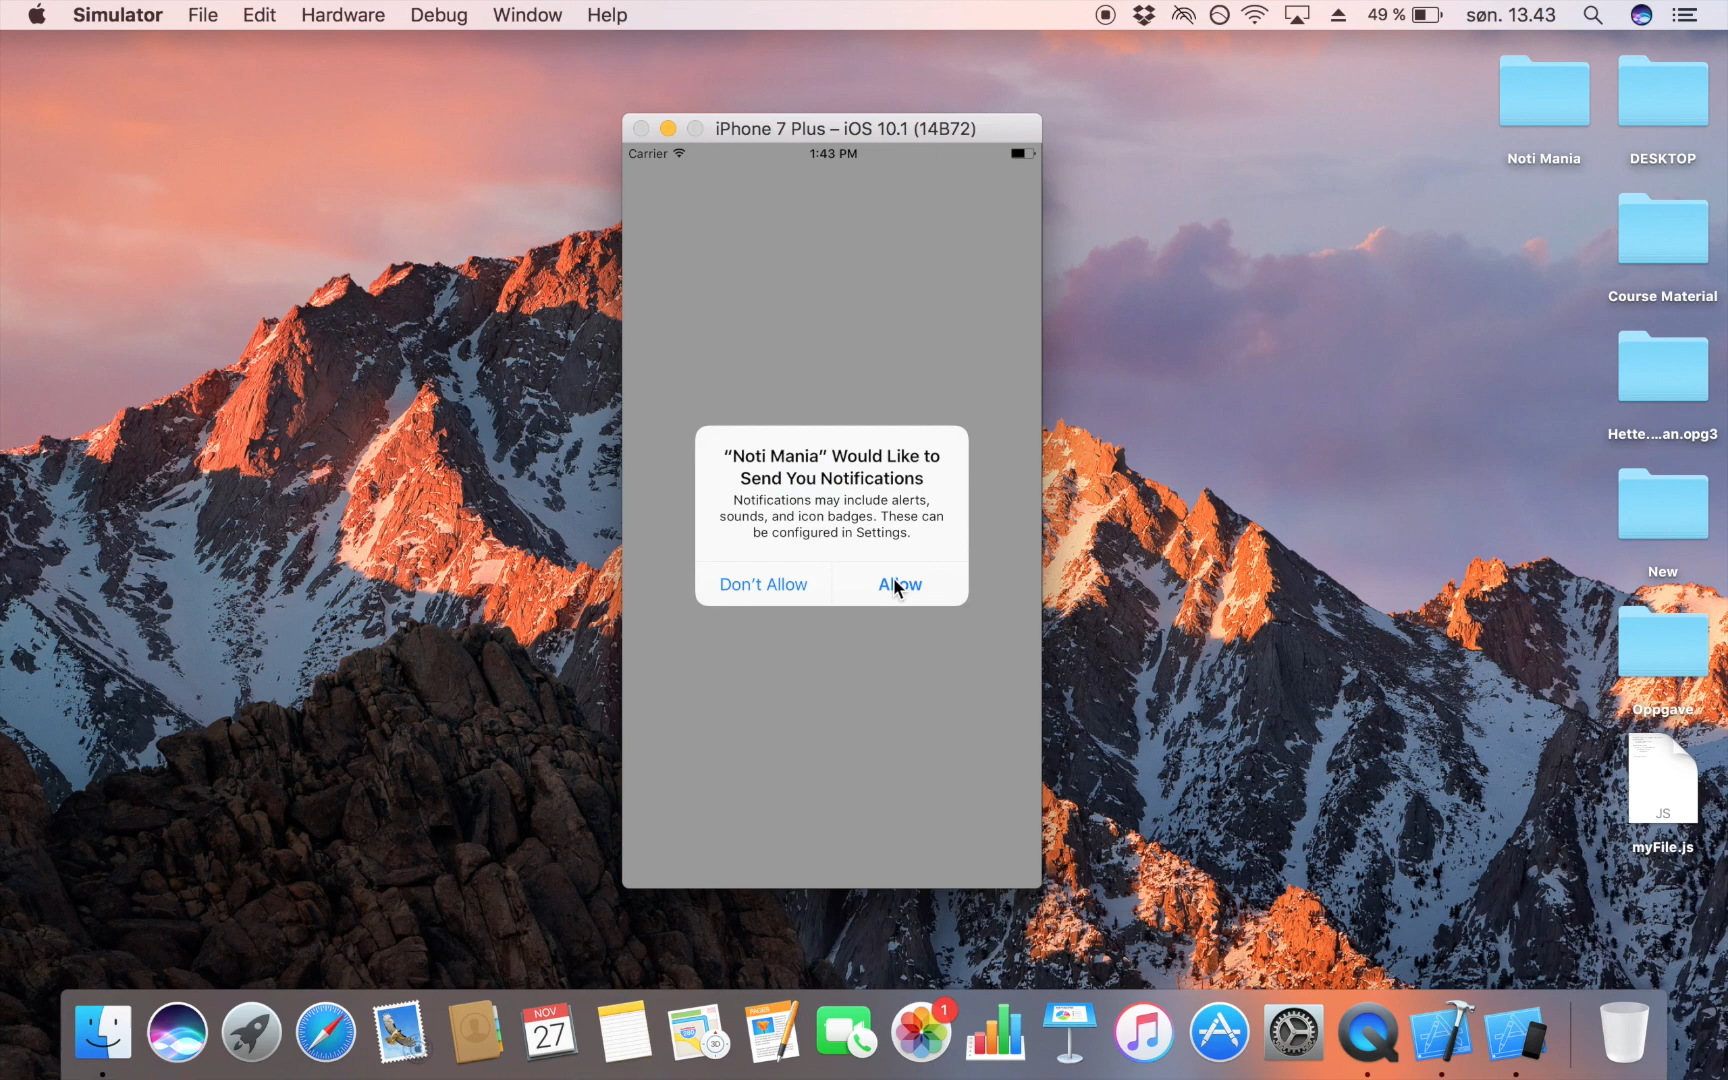 Simulator File Edit Hardware Debug Window Help
49 % søn. 13.43
iPhone 7 Plus – iOS 10.1 (14B72)
Carrier 1:43 PM
“Noti Mania” Would Like to
Send You Notifications
Notifications may include alerts,
sounds, and icon badges. These can
be configured in Settings.
Don’t Allow Allow
Noti Mania
DESKTOP
Course Material
Hette....an.opg3
New
Oppgave
JS
myFile.js
NOV
27
280
3D
PAGES
1